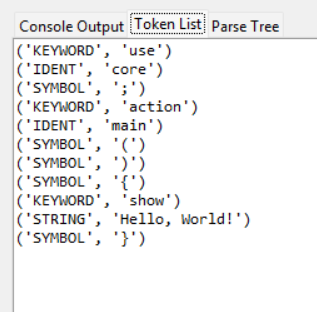 Console Output Token List Parse Tree
('KEYWORD', 'use')
('IDENT', 'core')
('SYMBOL', ';')
('KEYWORD', 'action')
('IDENT', 'main')
('SYMBOL', '(')
('SYMBOL', ')')
('SYMBOL', '{')
('KEYWORD', 'show')
('STRING', 'Hello, World!')
('SYMBOL', '}')